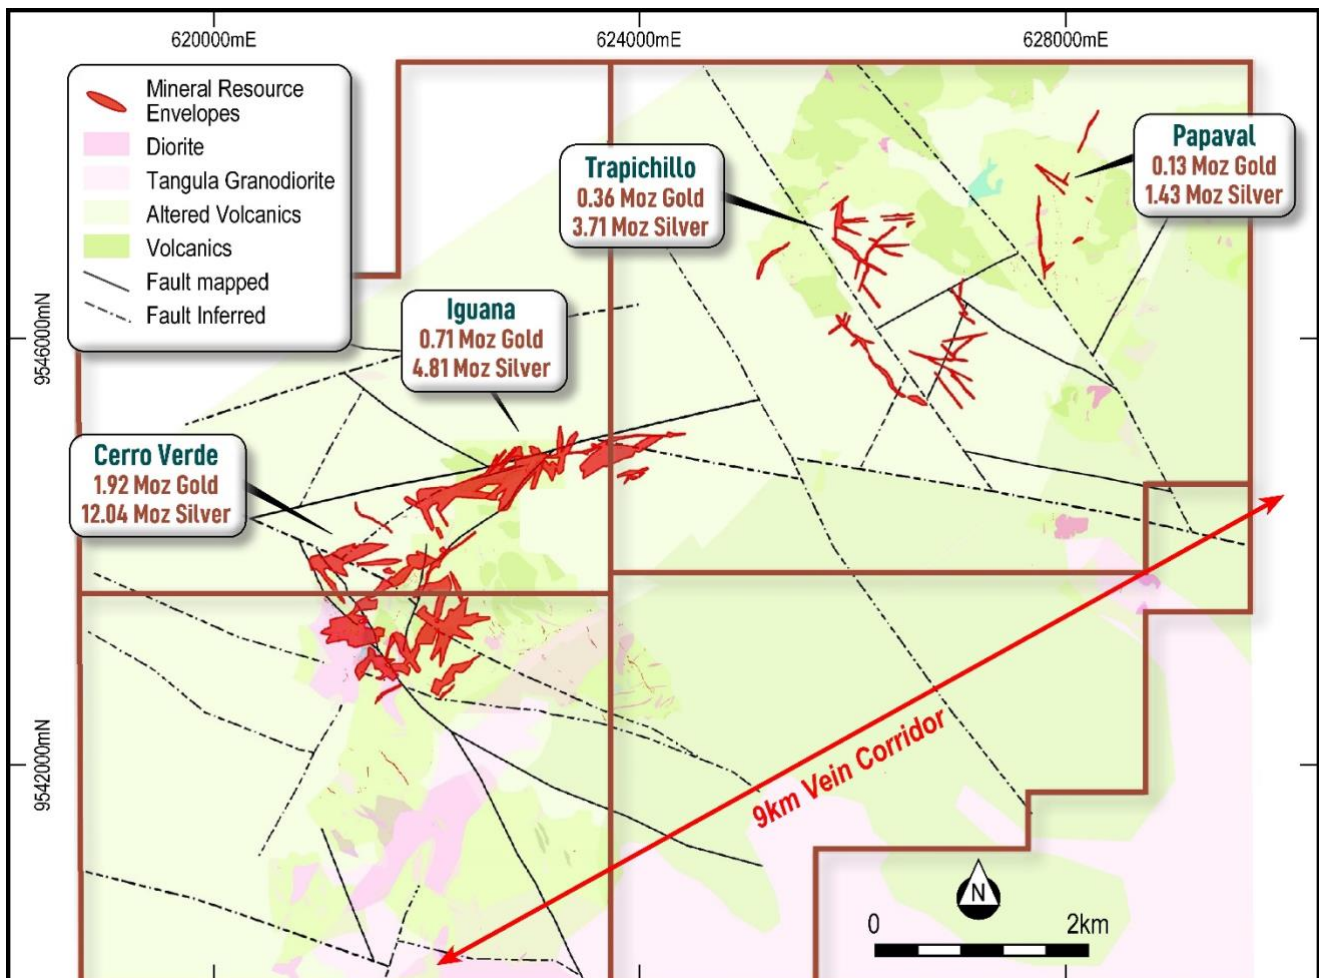 620000mE
624000mE
628000mE
Mineral Resource
Envelopes
Diorite
Tangula Granodiorite
Altered Volcanics
Volcanics
Fault mapped
Fault Inferred
Trapichillo
0.36 Moz Gold
3.71 Moz Silver
Papaval
0.13 Moz Gold
1.43 Moz Silver
Iguana
0.71 Moz Gold
4.81 Moz Silver
9546000mN
Cerro Verde
1.92 Moz Gold
12.04 Moz Silver
9542000mN
9km Vein Corridor
N
0
2km